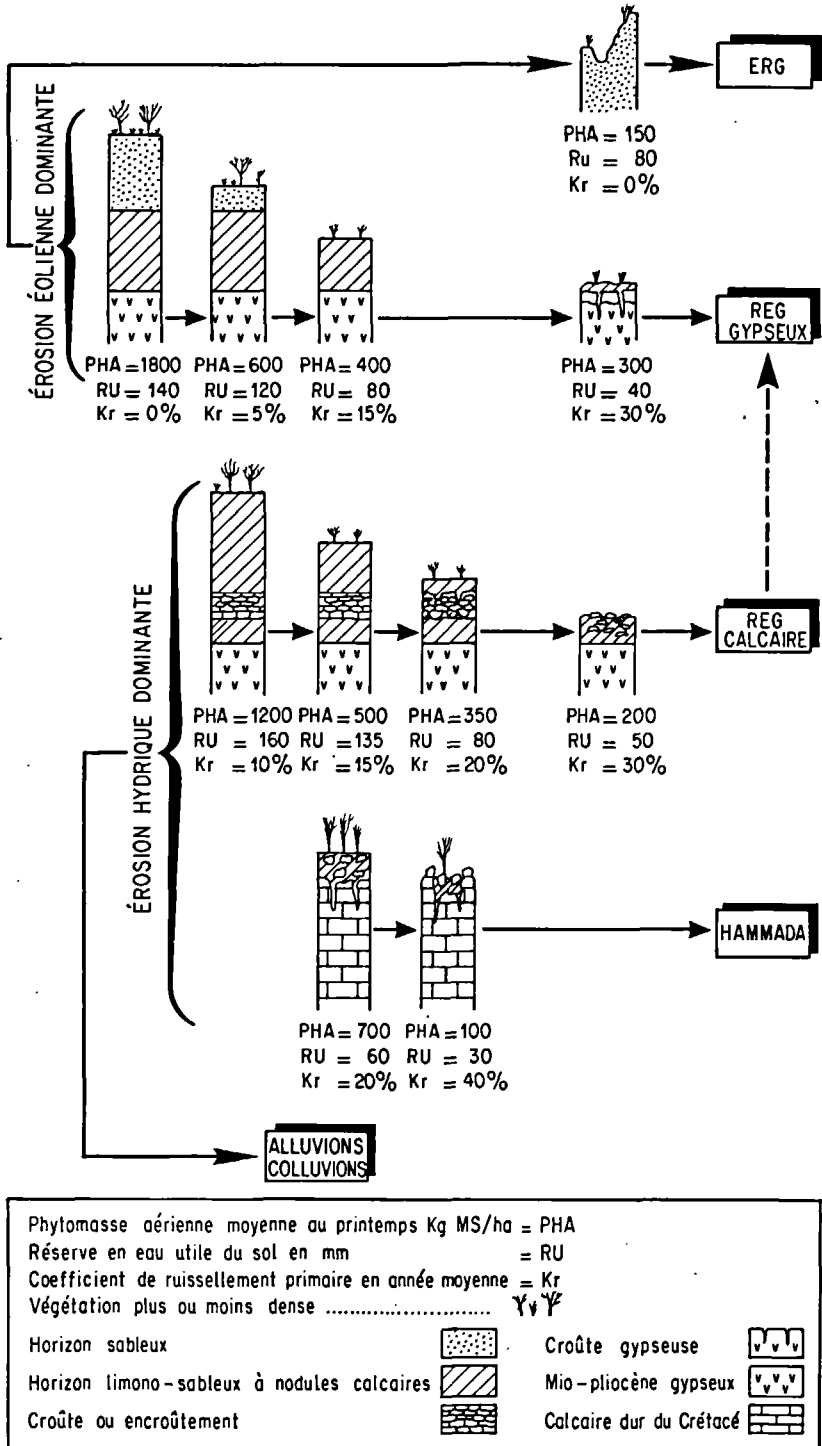 ERG
PHA = 150
Ru = 80
Kr = 0%
ÉROSION ÉOLIENNE DOMINANTE
PHA = 1800
RU = 140
Kr = 0%
PHA = 600
RU = 120
Kr = 5%
PHA = 400
RU = 80
Kr = 15%
PHA = 300
RU = 40
Kr = 30%
REG
GYPSEUX
ÉROSION HYDRIQUE DOMINANTE
PHA = 1200
RU = 160
Kr = 10%
PHA = 500
RU = 135
Kr = 15%
PHA = 350
RU = 80
Kr = 20%
PHA = 200
RU = 50
Kr = 30%
REG
CALCAIRE
PHA = 700
RU = 60
Kr = 20%
PHA = 100
RU = 30
Kr = 40%
HAMMADA
ALLUVIONS
COLLUVIONS
Phytomasse aérienne moyenne au printemps Kg MS/ha = PHA
Réserve en eau utile du sol en mm = RU
Coefficient de ruissellement primaire en année moyenne = Kr
Végétation plus ou moins dense ..........................
Horizon sableux
Croûte gypseuse
Horizon limono-sableux à nodules calcaires
Mio-pliocène gypseux
Croûte ou encroûtement
Calcaire dur du Crétacé